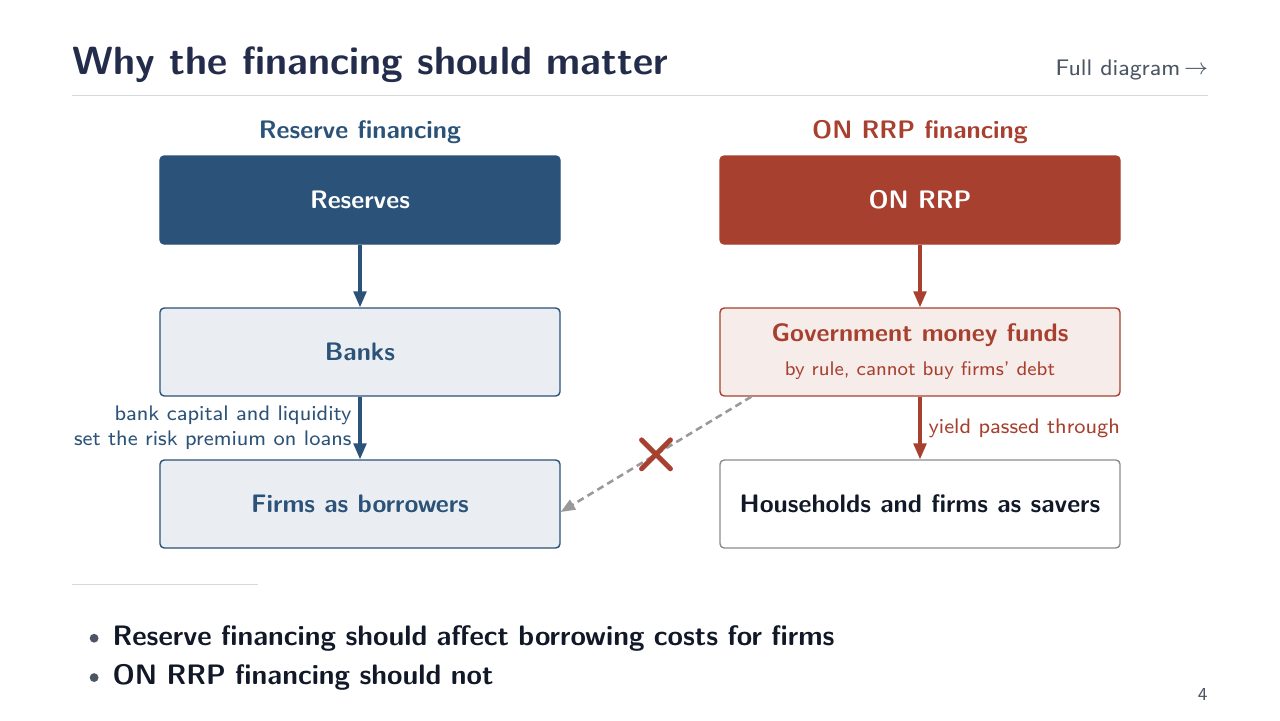 Why the financing should matter
Full diagram →
Reserve financing
Reserves
Banks
bank capital and liquidity
set the risk premium on loans
Firms as borrowers
ON RRP financing
ON RRP
Government money funds
by rule, cannot buy firms’ debt
yield passed through
Households and firms as savers
• Reserve financing should affect borrowing costs for firms
• ON RRP financing should not
4